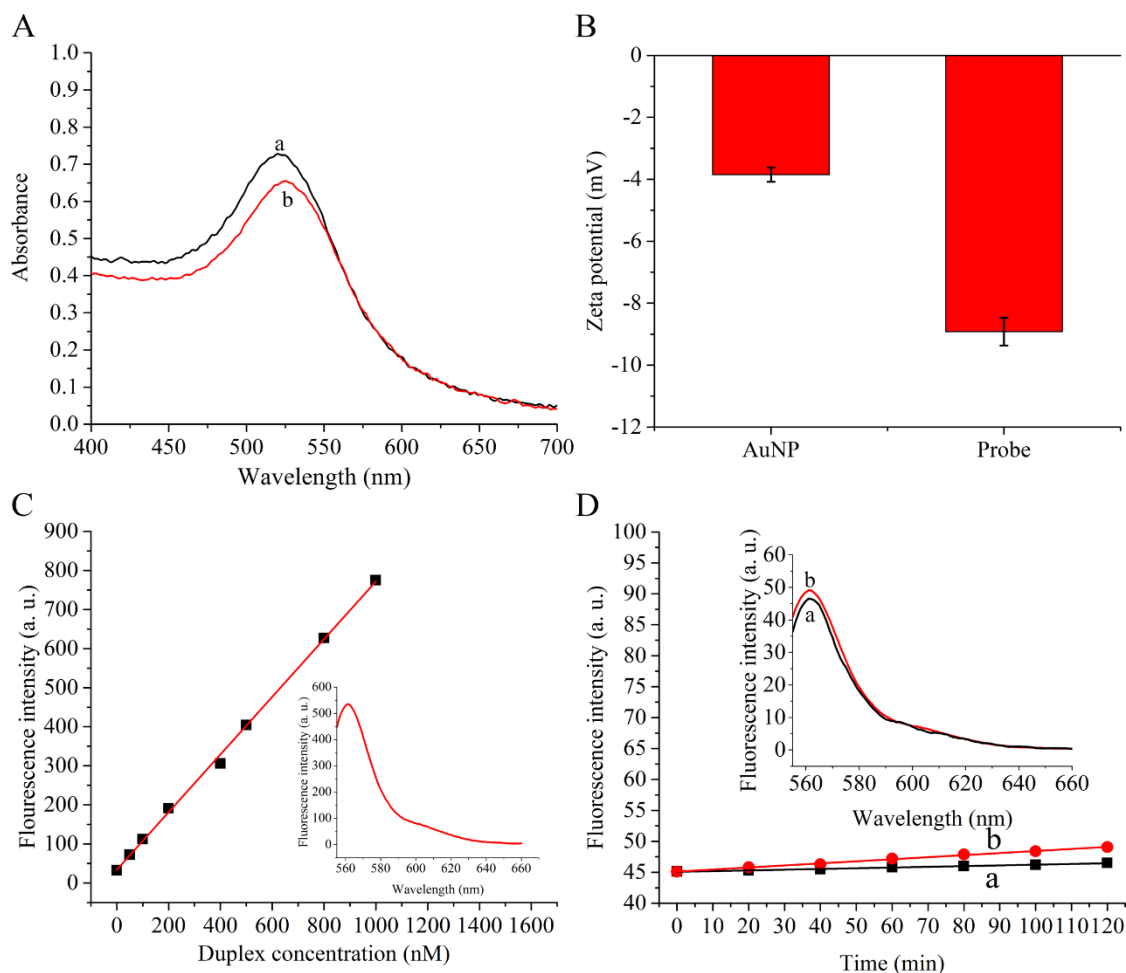 A
1.0
0.9
0.8
0.7
0.6
0.5
0.4
0.3
0.2
0.1
0.0
Absorbance
a
b
400 450 500 550 600 650 700
Wavelength (nm)
B
0
-2
-4
-6
-8
-10
-12
Zeta potential (mV)
AuNP Probe
C
900
800
700
600
500
400
300
200
100
0
Flourescence intensity (a. u.)
0 200 400 600 800 1000 1200 1400 1600
Duplex concentration (nM)
600
500
400
300
200
100
0
Fluorescence intensity (a. u.)
560 580 600 620 640 660
Wavelength (nm)
D
100
95
90
85
80
75
70
65
60
55
50
45
40
Fluorescence intensity (a. u.)
60
50
40
30
20
10
0
Fluorescence intensity (a. u.)
b
a
560 580 600 620 640 660
Wavelength (nm)
b
a
0 10 20 30 40 50 60 70 80 90 100 110 120
Time (min)